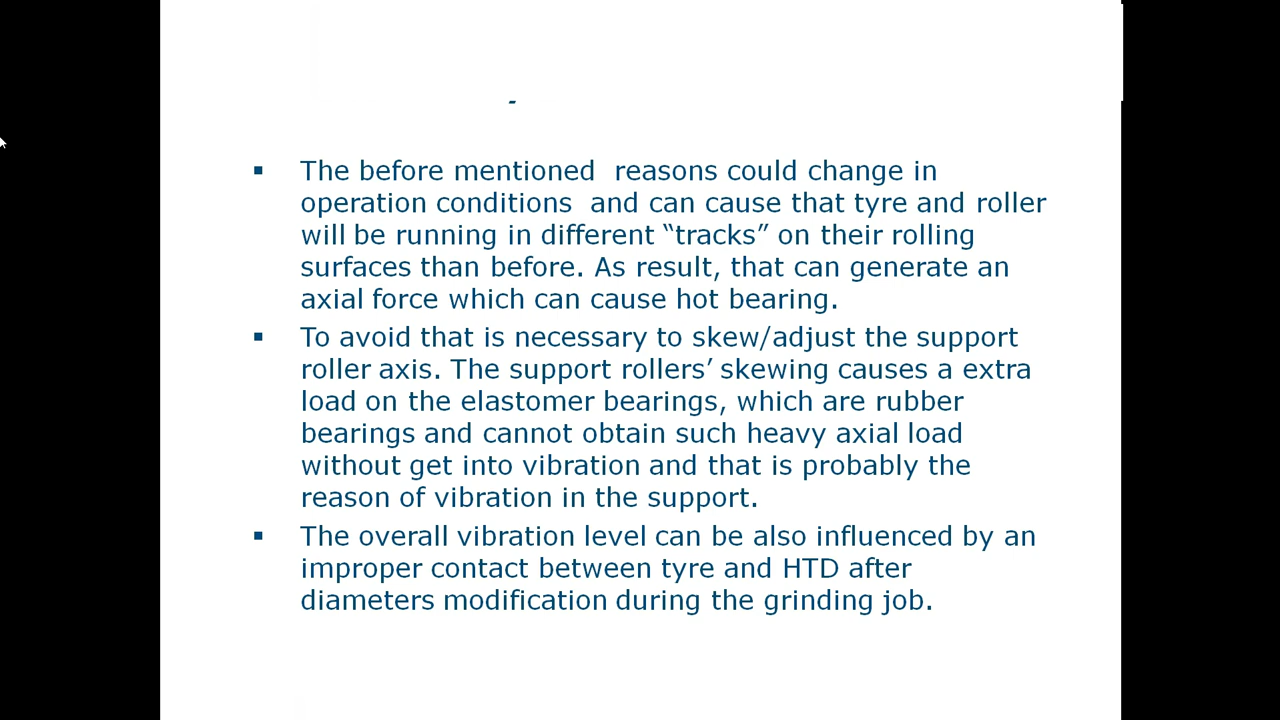 ▪ The before mentioned  reasons could change in
operation conditions  and can cause that tyre and roller
will be running in different “tracks” on their rolling
surfaces than before. As result, that can generate an
axial force which can cause hot bearing.
▪ To avoid that is necessary to skew/adjust the support
roller axis. The support rollers’ skewing causes a extra
load on the elastomer bearings, which are rubber
bearings and cannot obtain such heavy axial load
without get into vibration and that is probably the
reason of vibration in the support.
▪ The overall vibration level can be also influenced by an
improper contact between tyre and HTD after
diameters modification during the grinding job.